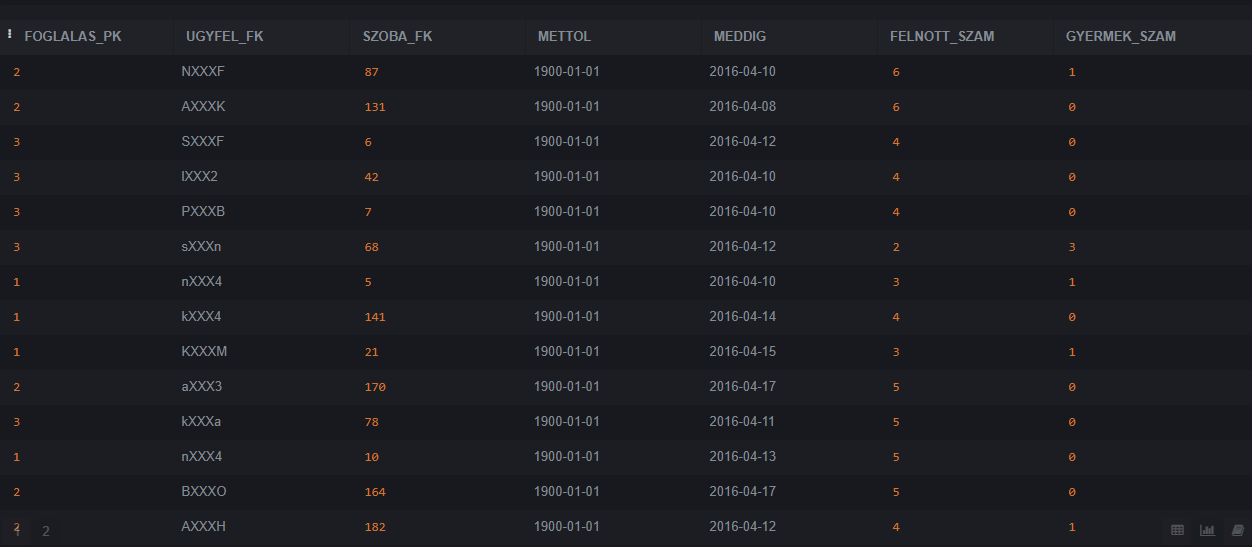 FOGLALAS_PK UGYFEL_FK SZOBA_FK METTOL MEDDIG FELNOTT_SZAM GYERMEK_SZAM
2 NXXXF 87 1900-01-01 2016-04-10 6 1
2 AXXXK 131 1900-01-01 2016-04-08 6 0
3 SXXXF 6 1900-01-01 2016-04-12 4 0
3 lXXX2 42 1900-01-01 2016-04-10 4 0
3 PXXXB 7 1900-01-01 2016-04-10 4 0
3 sXXXn 68 1900-01-01 2016-04-12 2 3
1 nXXX4 5 1900-01-01 2016-04-10 3 1
1 kXXX4 141 1900-01-01 2016-04-14 4 0
1 KXXXM 21 1900-01-01 2016-04-15 3 1
2 aXXX3 170 1900-01-01 2016-04-17 5 0
3 kXXXa 78 1900-01-01 2016-04-11 5 0
1 nXXX4 10 1900-01-01 2016-04-13 5 0
2 BXXXO 164 1900-01-01 2016-04-17 5 0
2 AXXXH 182 1900-01-01 2016-04-12 4 1
1 2